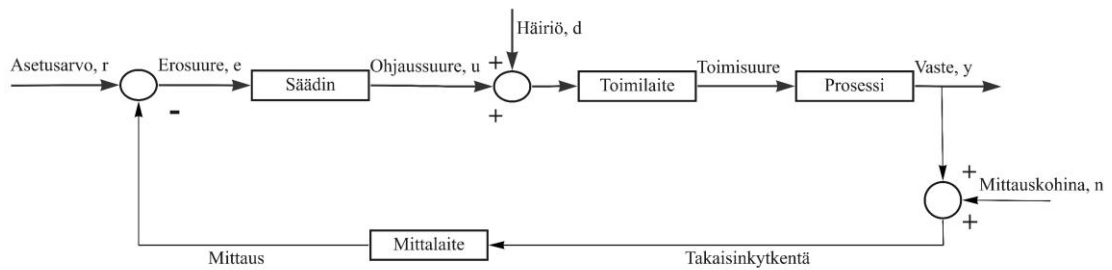 Häiriö, d
Asetusarvo, r
Erosuure, e
Säädin
Ohjaussuure, u
+
+
Toimilaite
Toimisuure
Prosessi
Vaste, y
-
+
Mittauskohina, n
+
Mittaus
Mittalaite
Takaisinkytkentä